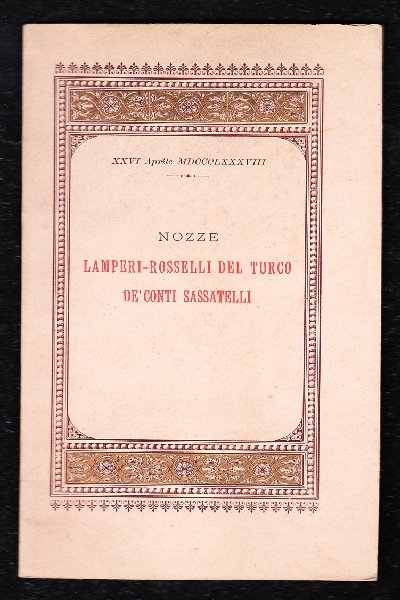 XXVI Aprile MDCCCLXXXVIII
NOZZE
LAMPERI-ROSSELLI DEL TURCO
DE'CONTI SASSATELLI